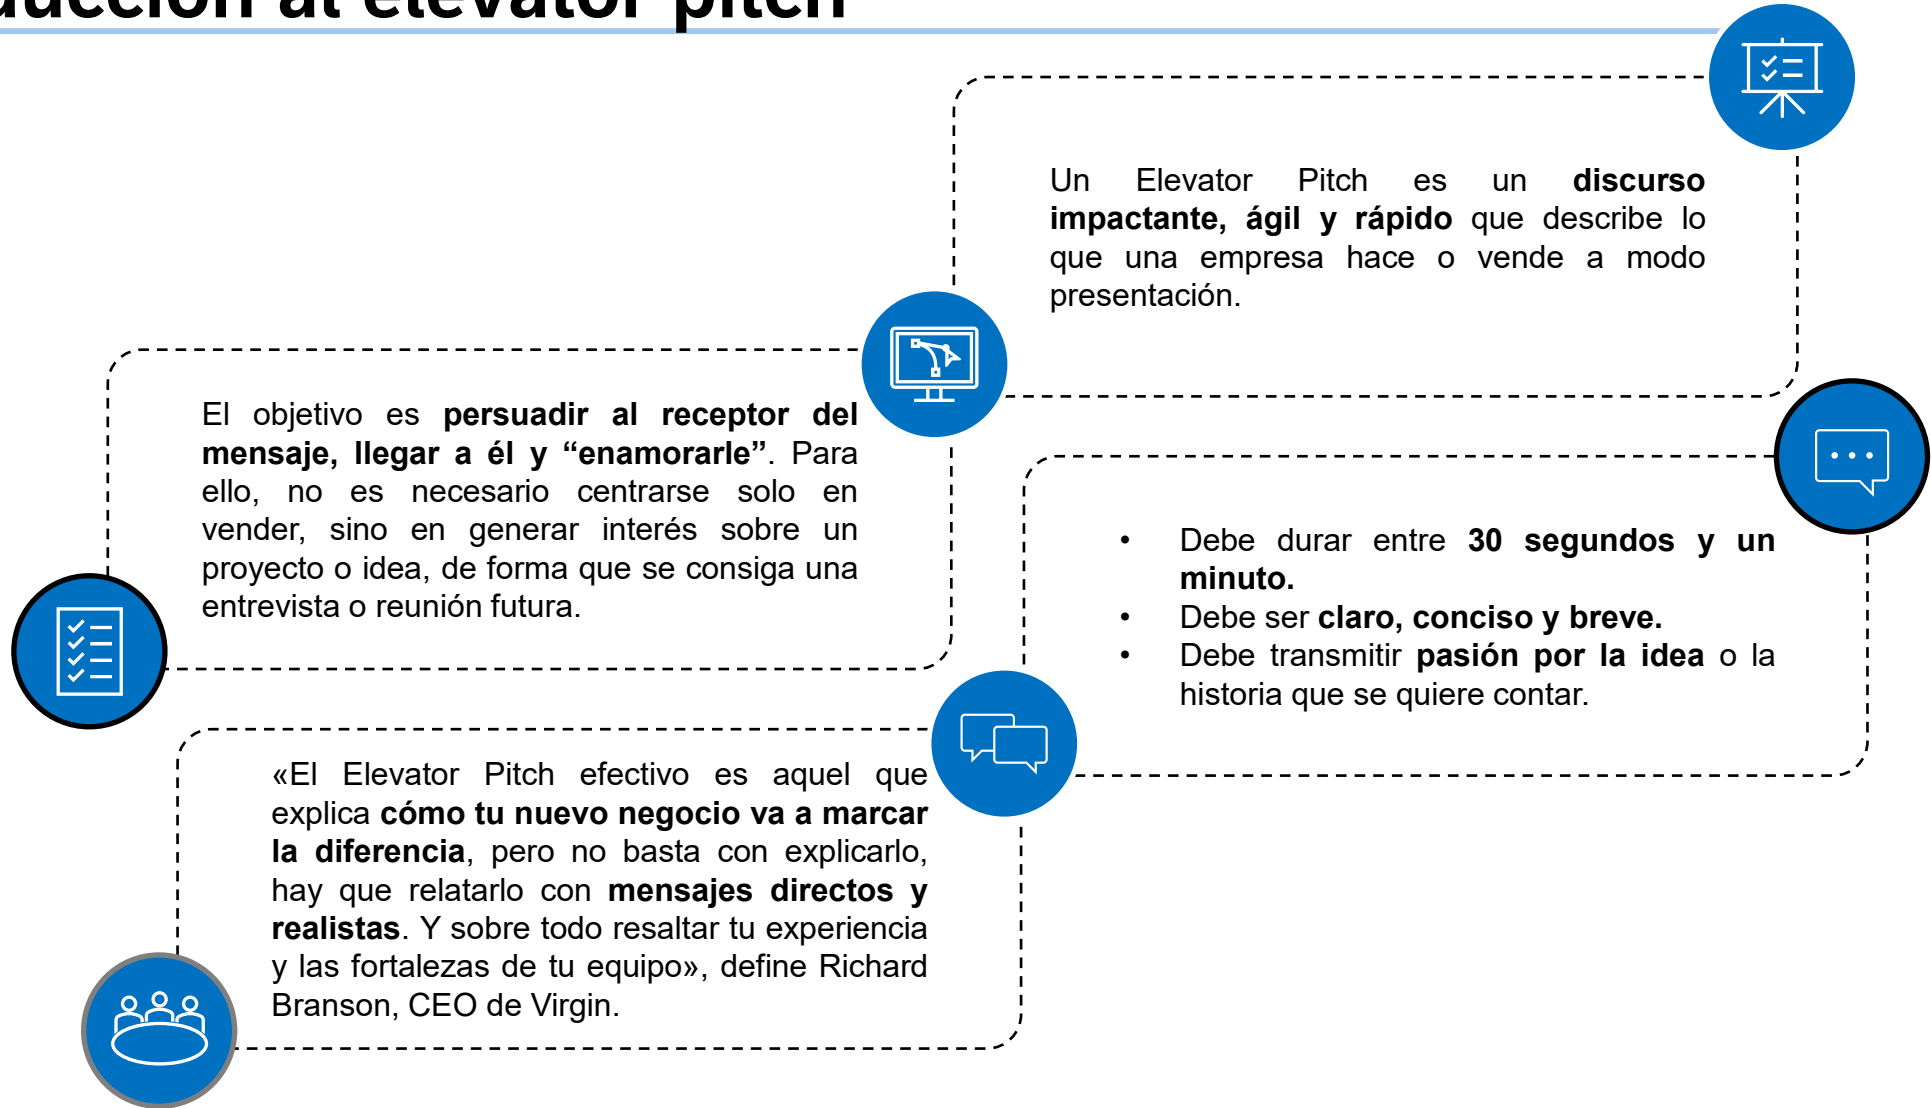 al elevator pitch
Un Elevator Pitch es un discurso
impactante, ágil y rápido que describe lo
que una empresa hace o vende a modo
presentación.
El objetivo es persuadir al receptor del
mensaje, llegar a él y “enamorarle”. Para
ello, no es necesario centrarse solo en
vender, sino en generar interés sobre un
proyecto o idea, de forma que se consiga una
entrevista o reunión futura.
• Debe durar entre 30 segundos y un
minuto.
• Debe ser claro, conciso y breve.
• Debe transmitir pasión por la idea o la
historia que se quiere contar.
«El Elevator Pitch efectivo es aquel que
explica cómo tu nuevo negocio va a marcar
la diferencia, pero no basta con explicarlo,
hay que relatarlo con mensajes directos y
realistas. Y sobre todo resaltar tu experiencia
y las fortalezas de tu equipo», define Richard
Branson, CEO de Virgin.